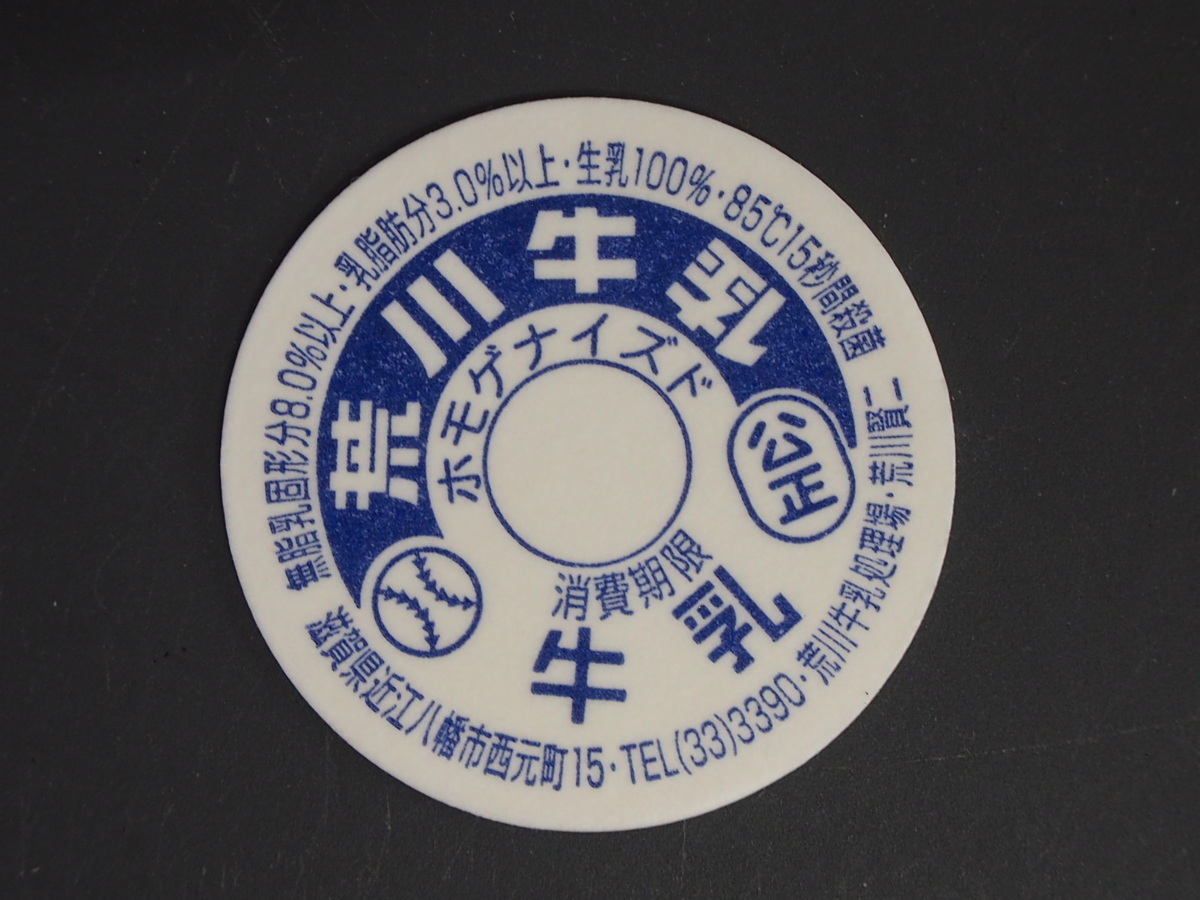 無脂乳固形分8.0%以上・乳脂肪分3.0%以上・生乳100%・85℃15秒間殺菌
荒川牛乳
ホモゲナイズド
公正
消費期限
牛乳
滋賀県近江八幡市西元町15・TEL(33)3390・荒川牛乳処理場・荒川賢二